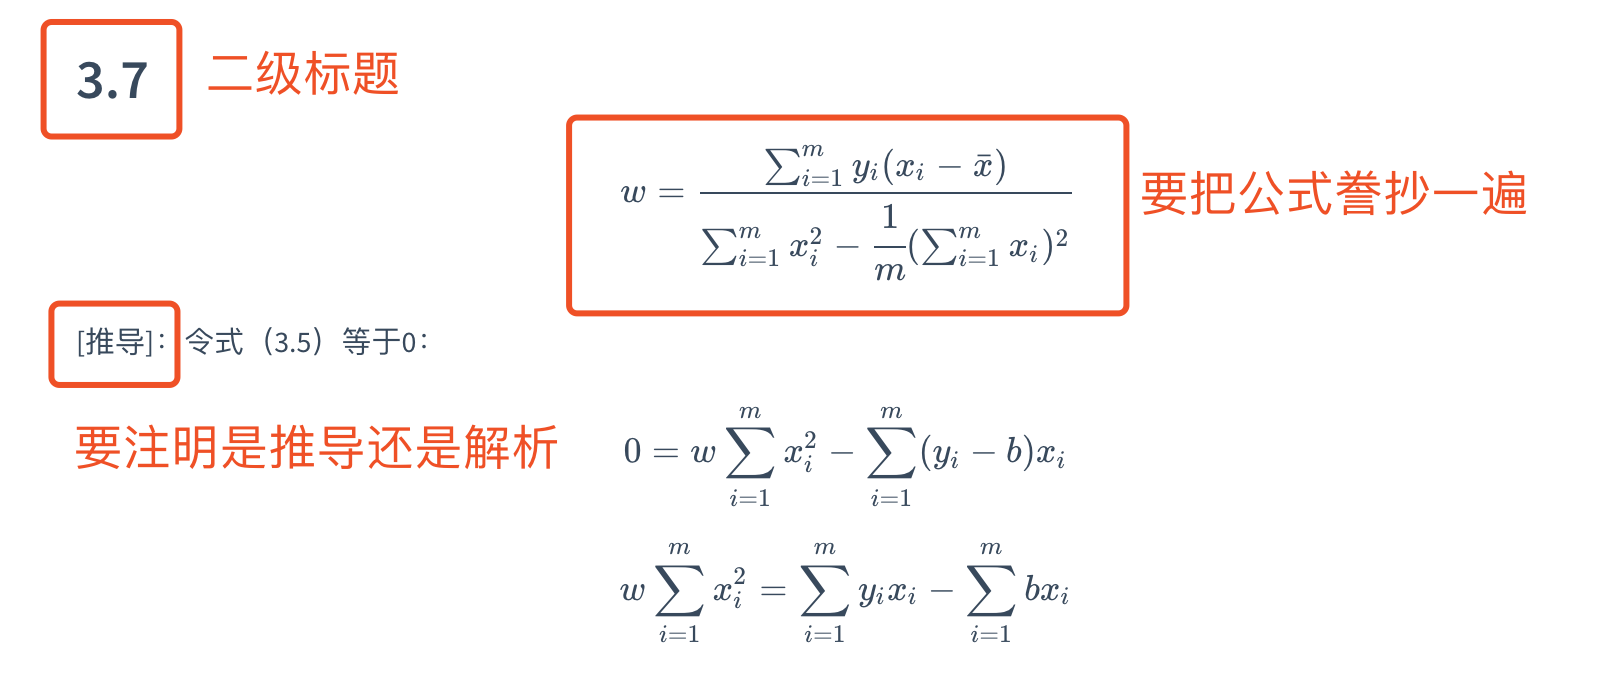 3.7 二级标题
w = \frac{\sum_{i=1}^{m} y_i(x_i - \bar{x})}{\sum_{i=1}^{m} x_i^2 - \frac{1}{m}(\sum_{i=1}^{m} x_i)^2} 要把公式誊抄一遍
[推导]：令式（3.5）等于0：
要注明是推导还是解析
0 = w \sum_{i=1}^{m} x_i^2 - \sum_{i=1}^{m} (y_i - b)x_i
w \sum_{i=1}^{m} x_i^2 = \sum_{i=1}^{m} y_i x_i - \sum_{i=1}^{m} b x_i